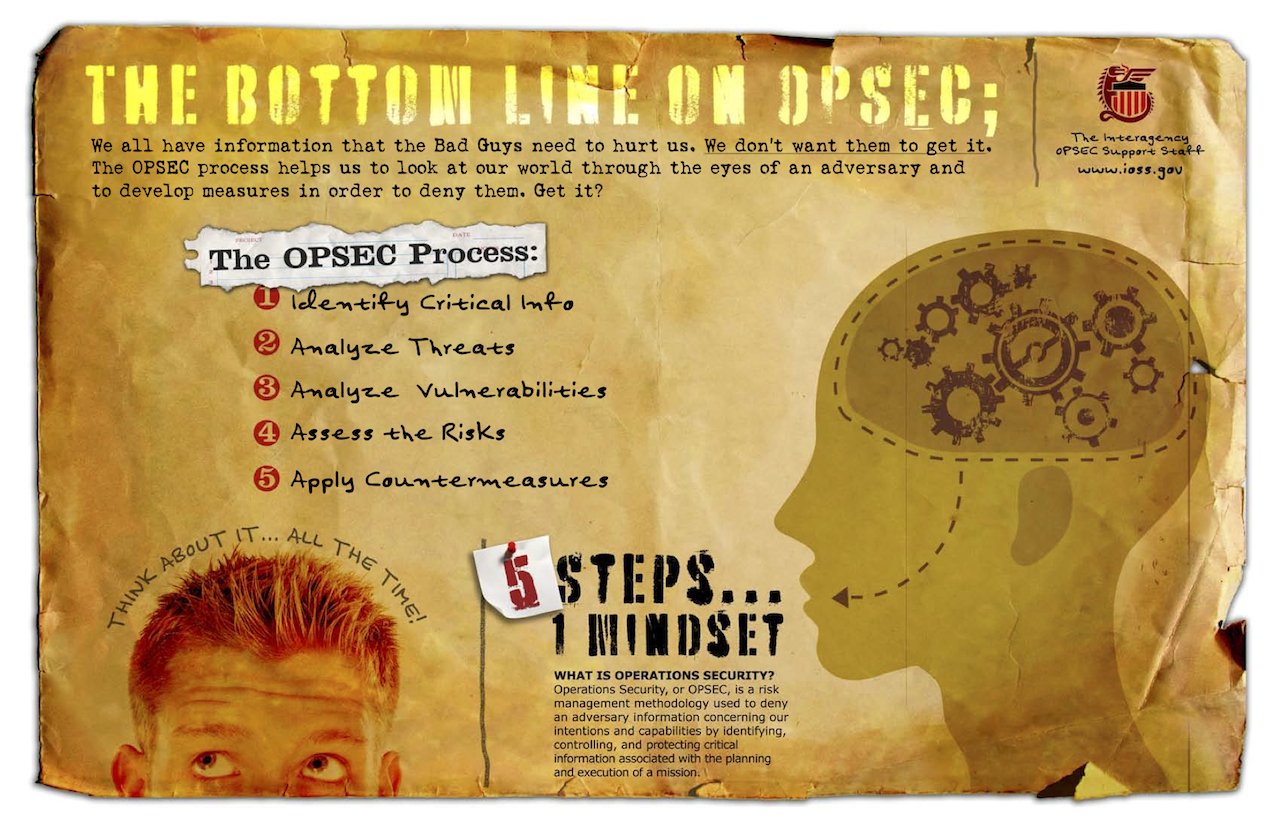 THE BOTTOM LINE ON OPSEC;
We all have information that the Bad Guys need to hurt us. We don't want them to get it.
The OPSEC process helps us to look at our world through the eyes of an adversary and
to develop measures in order to deny them. Get it?
The Interagency
OPSEC Support Staff
www.ioss.gov
PROJECT
DATE
The OPSEC Process:
1 Identify Critical Info
2 Analyze Threats
3 Analyze Vulnerabilities
4 Assess the Risks
5 Apply Countermeasures
THINK ABOUT IT... ALL THE TIME!
5 STEPS...
1 MINDSET
WHAT IS OPERATIONS SECURITY?
Operations Security, or OPSEC, is a risk
management methodology used to deny
an adversary information concerning our
intentions and capabilities by identifying,
controlling, and protecting critical
information associated with the planning
and execution of a mission.